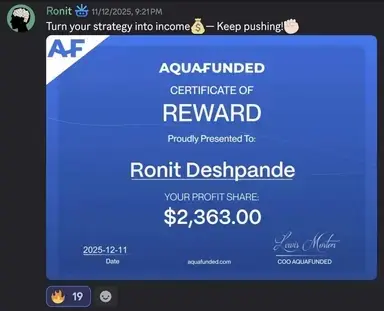 Ronit 11/12/2025, 9:21PM
Turn your strategy into income💰— Keep pushing!✊🏻
AF
AQUAFUNDED
CERTIFICATE OF
REWARD
Proudly Presented To:
Ronit Deshpande
YOUR PROFIT SHARE:
$2,363.00
2025-12-11
Date
aquafunded.com
Lewis Morton
COO AQUAFUNDED
🔥 19